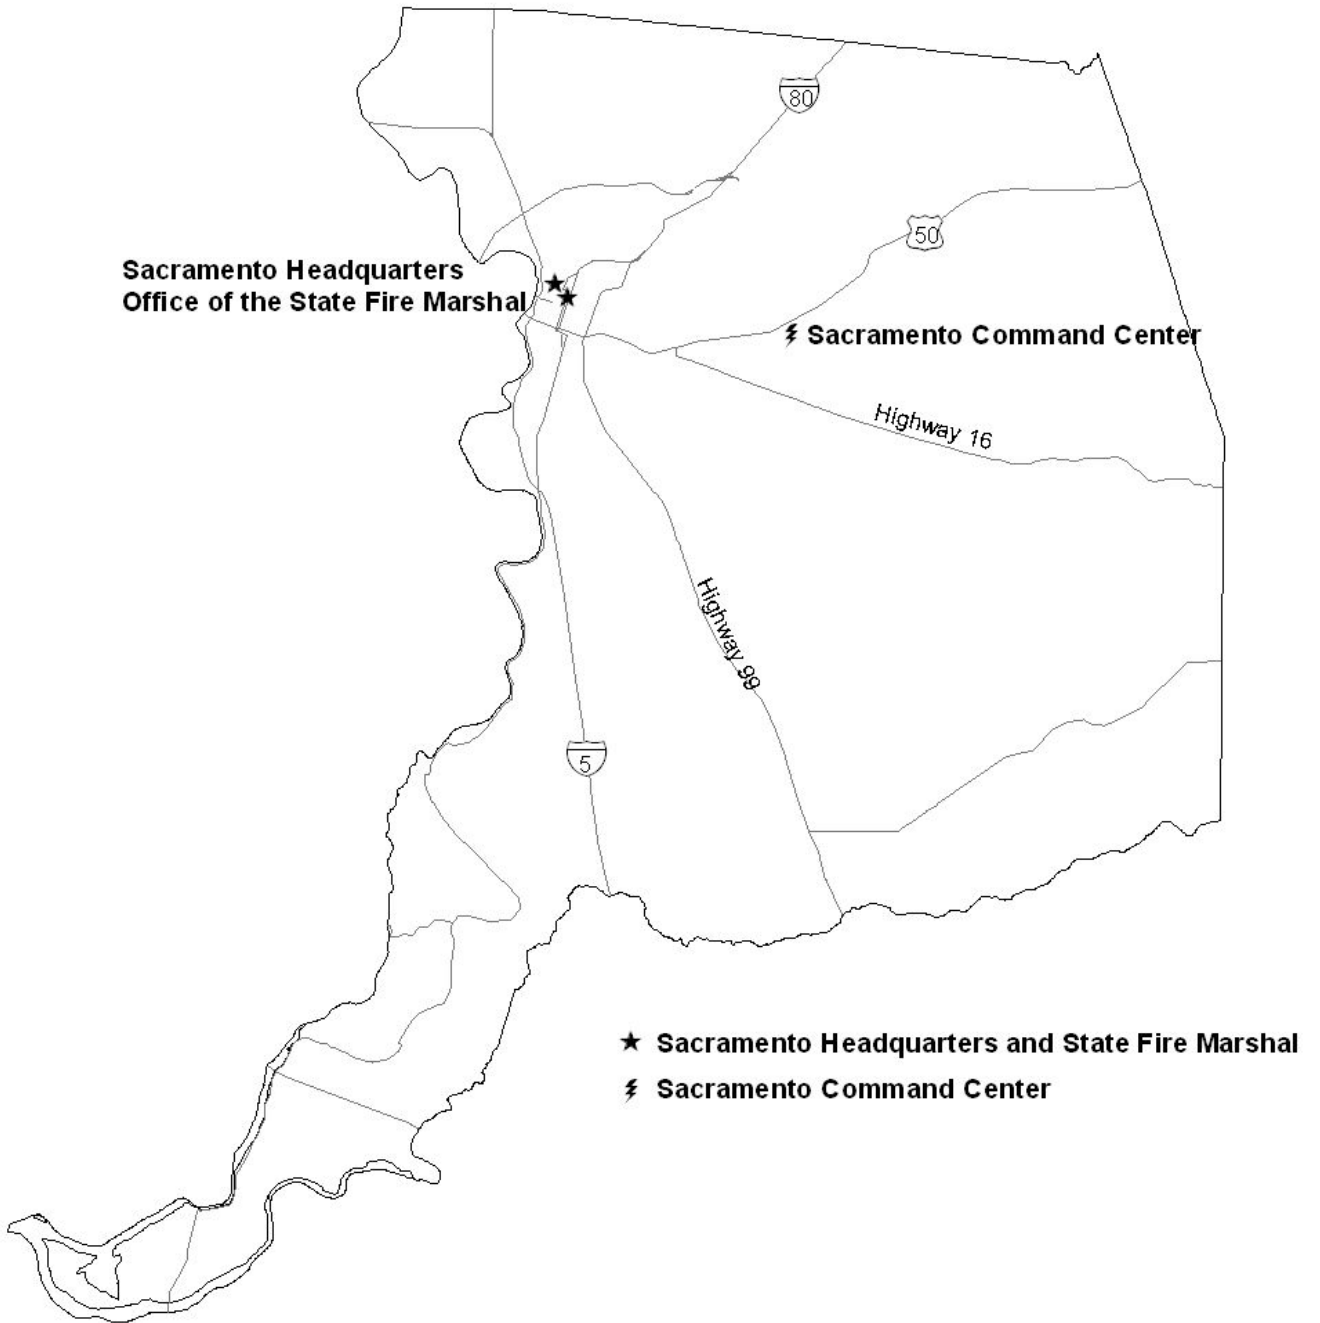 80
50
Sacramento Headquarters
Office of the State Fire Marshal
Sacramento Command Center
Highway 16
Highway 99
5
Sacramento Headquarters and State Fire Marshal
Sacramento Command Center